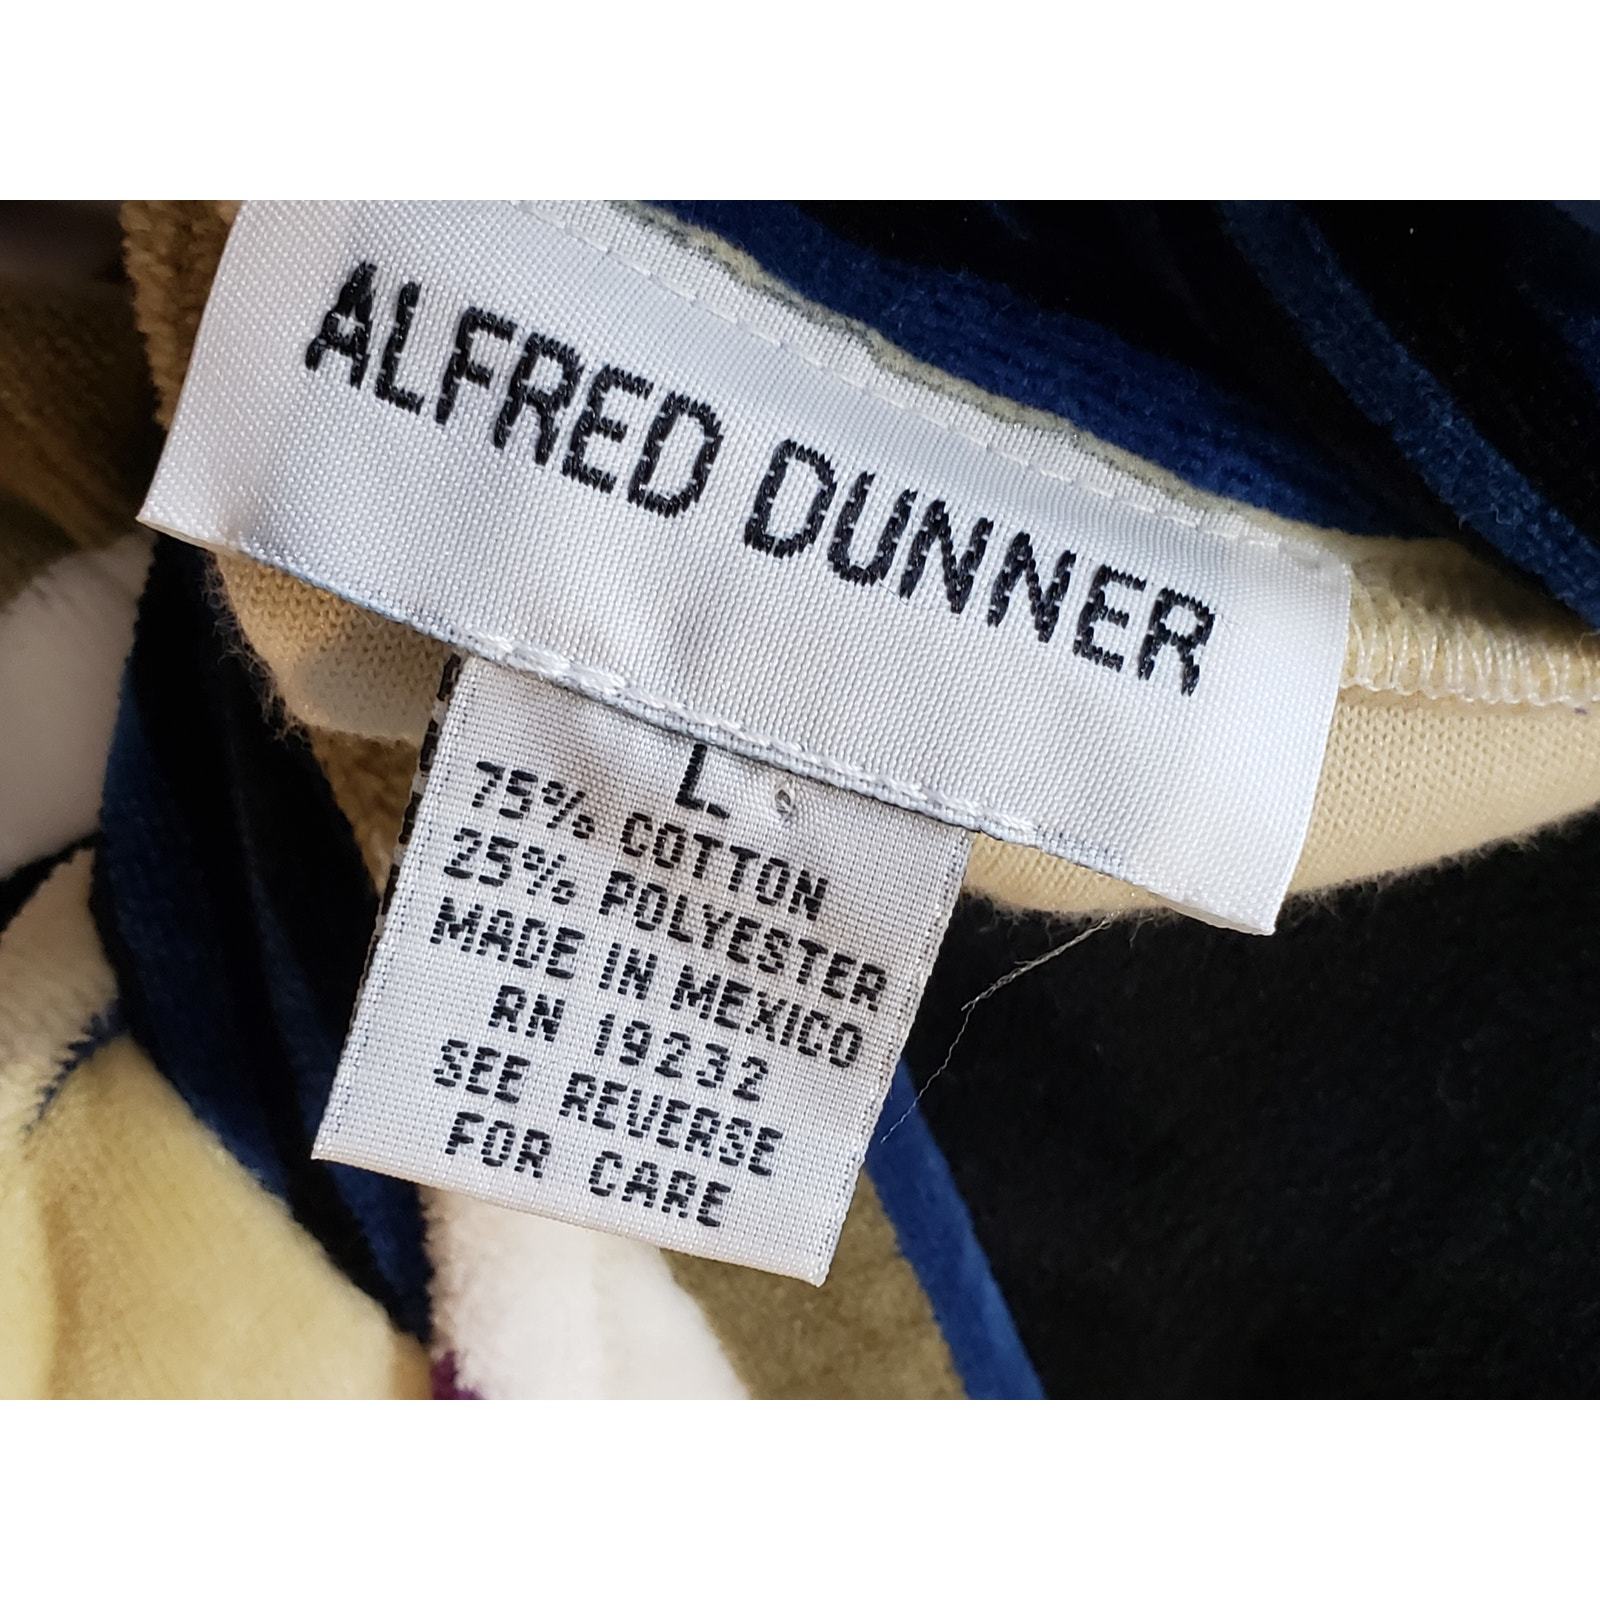 ALFRED DUNNER
L
75% COTTON
25% POLYESTER
MADE IN MEXICO
RN 19232
SEE REVERSE
FOR CARE